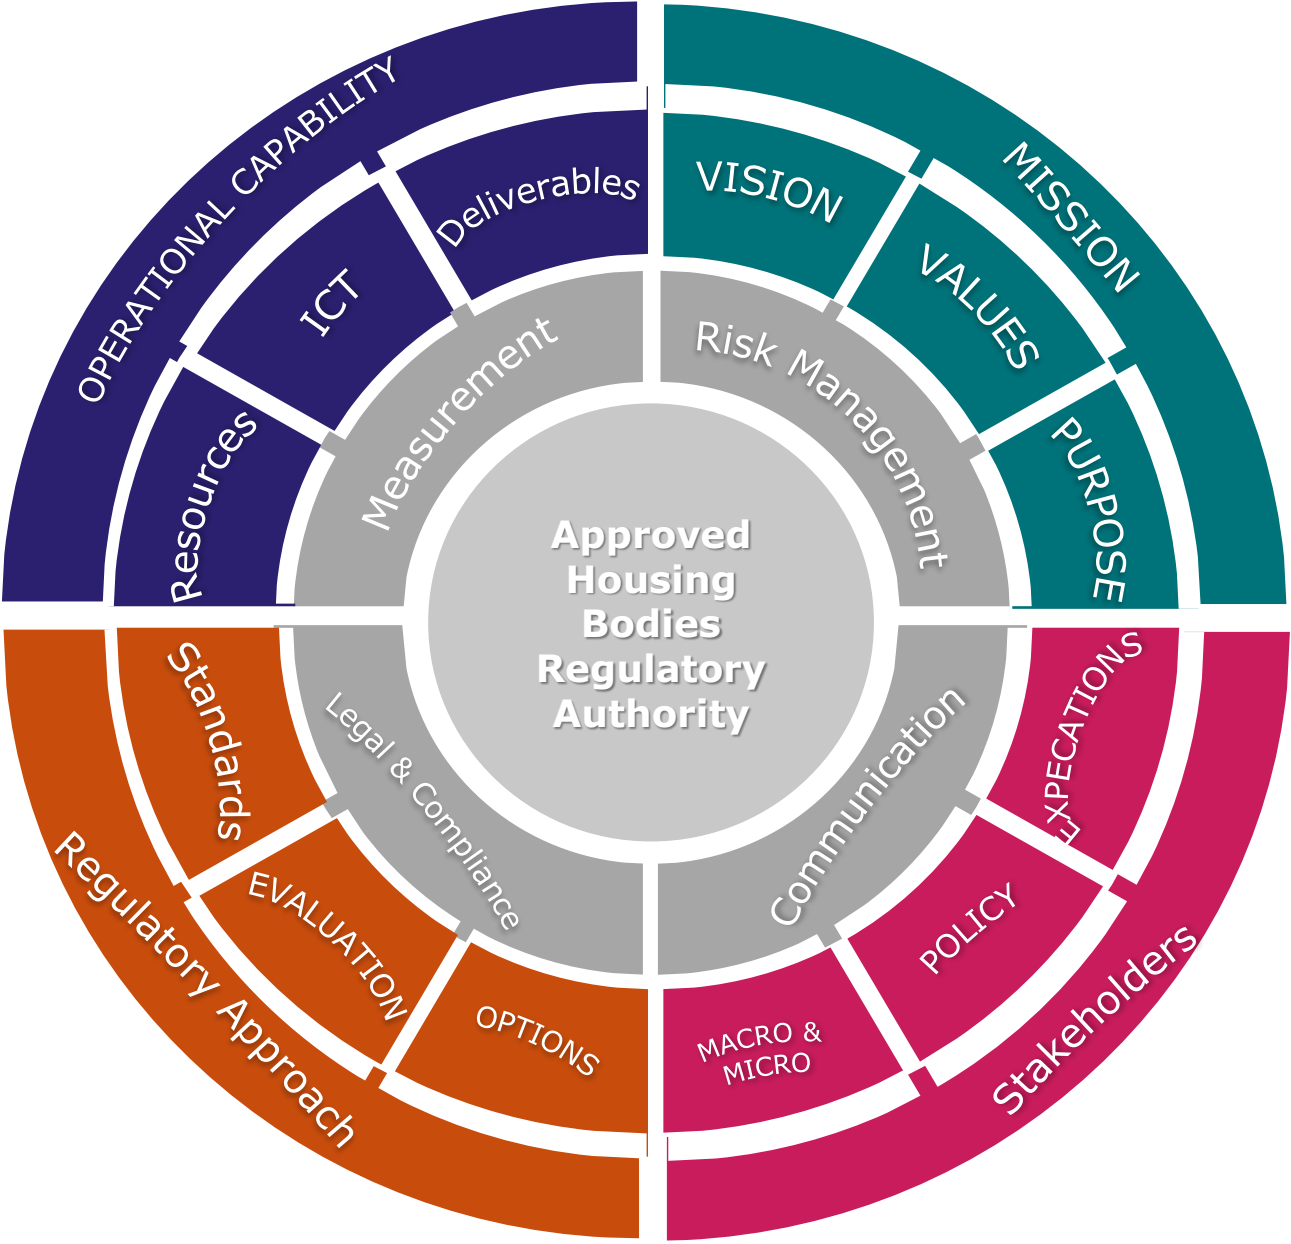 OPERATIONAL CAPABILITY
Deliverables
ICT
Resources
Measurement
MISSION
VISION
VALUES
PURPOSE
Risk Management
Approved
Housing
Bodies
Regulatory
Authority
Regulatory Approach
Standards
EVALUATION
OPTIONS
Legal & Compliance
Stakeholders
EXPECATIONS
POLICY
MACRO &
MICRO
Communication